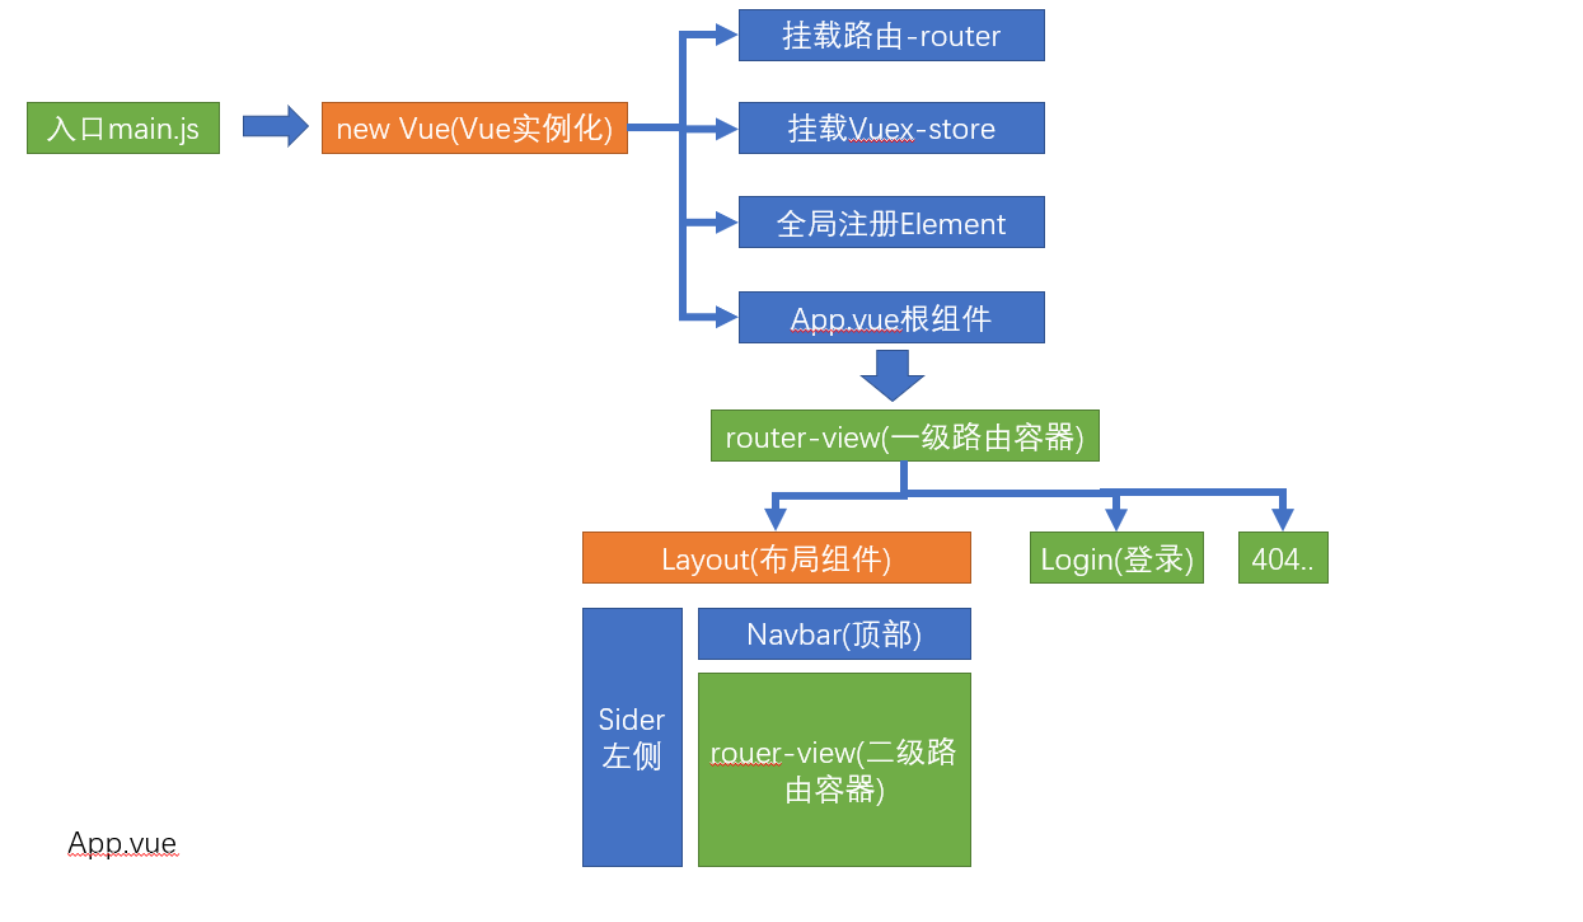 挂载路由-router
入口main.js
new Vue(Vue实例化)
挂载Vuex-store
全局注册Element
App.vue根组件
router-view(一级路由容器)
Layout(布局组件)
Login(登录)
404..
Navbar(顶部)
Sider
左侧
rouer-view(二级路
由容器)
App.vue